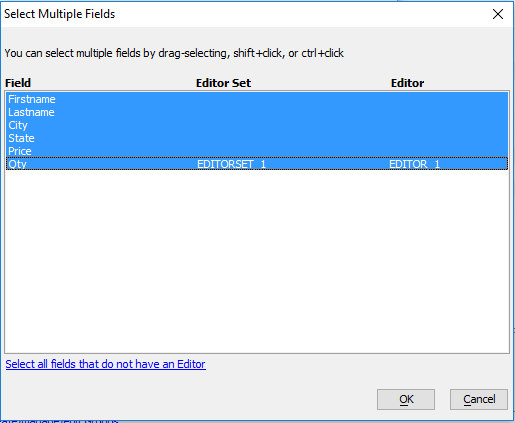 Select Multiple Fields
You can select multiple fields by drag-selecting, shift+click, or ctrl+click
Field Editor Set Editor
Firstname
Lastname
City
State
Price
Qty EDITORSET_1 EDITOR_1
Select all fields that do not have an Editor
OK Cancel